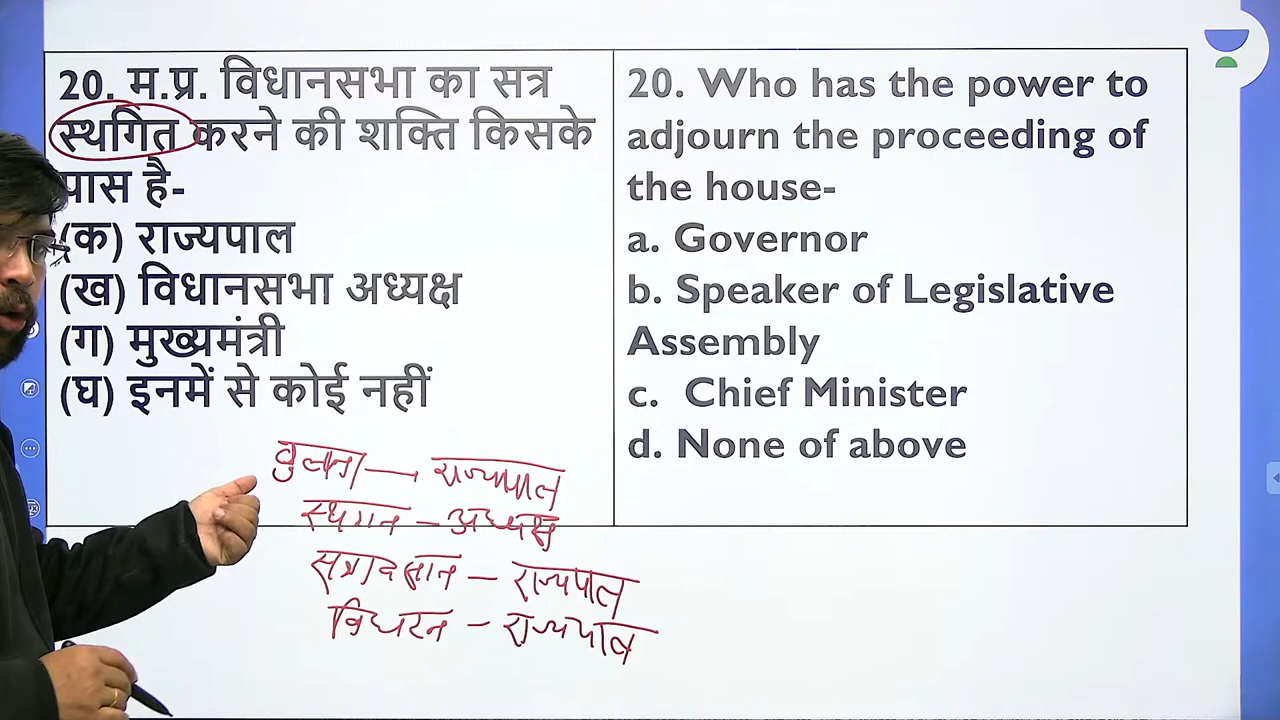 20. म.प्र. विधानसभा का सत्र
स्थगित करने की शक्ति किसके
पास है-
(क) राज्यपाल
(ख) विधानसभा अध्यक्ष
(ग) मुख्यमंत्री
(घ) इनमें से कोई नहीं
20. Who has the power to
adjourn the proceeding of
the house-
a. Governor
b. Speaker of Legislative
Assembly
c. Chief Minister
d. None of above
बुलाना → राज्यपाल
स्थगन - अध्यक्ष
सत्रावसान - राज्यपाल
विघटन - राज्यपाल